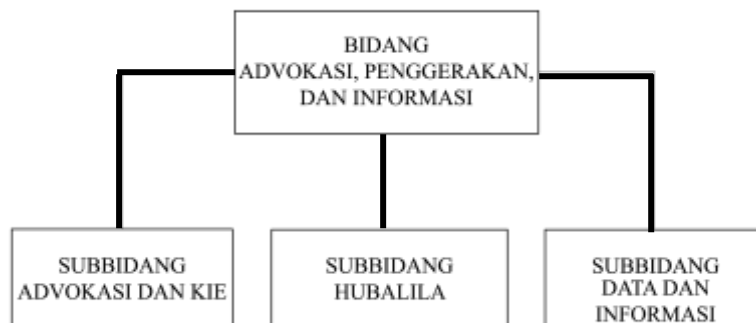 BIDANG
ADVOKASI, PENGGERAKAN,
DAN INFORMASI
SUBBIDANG
ADVOKASI DAN KIE
SUBBIDANG
HUBALILA
SUBBIDANG
DATA DAN
INFORMASI